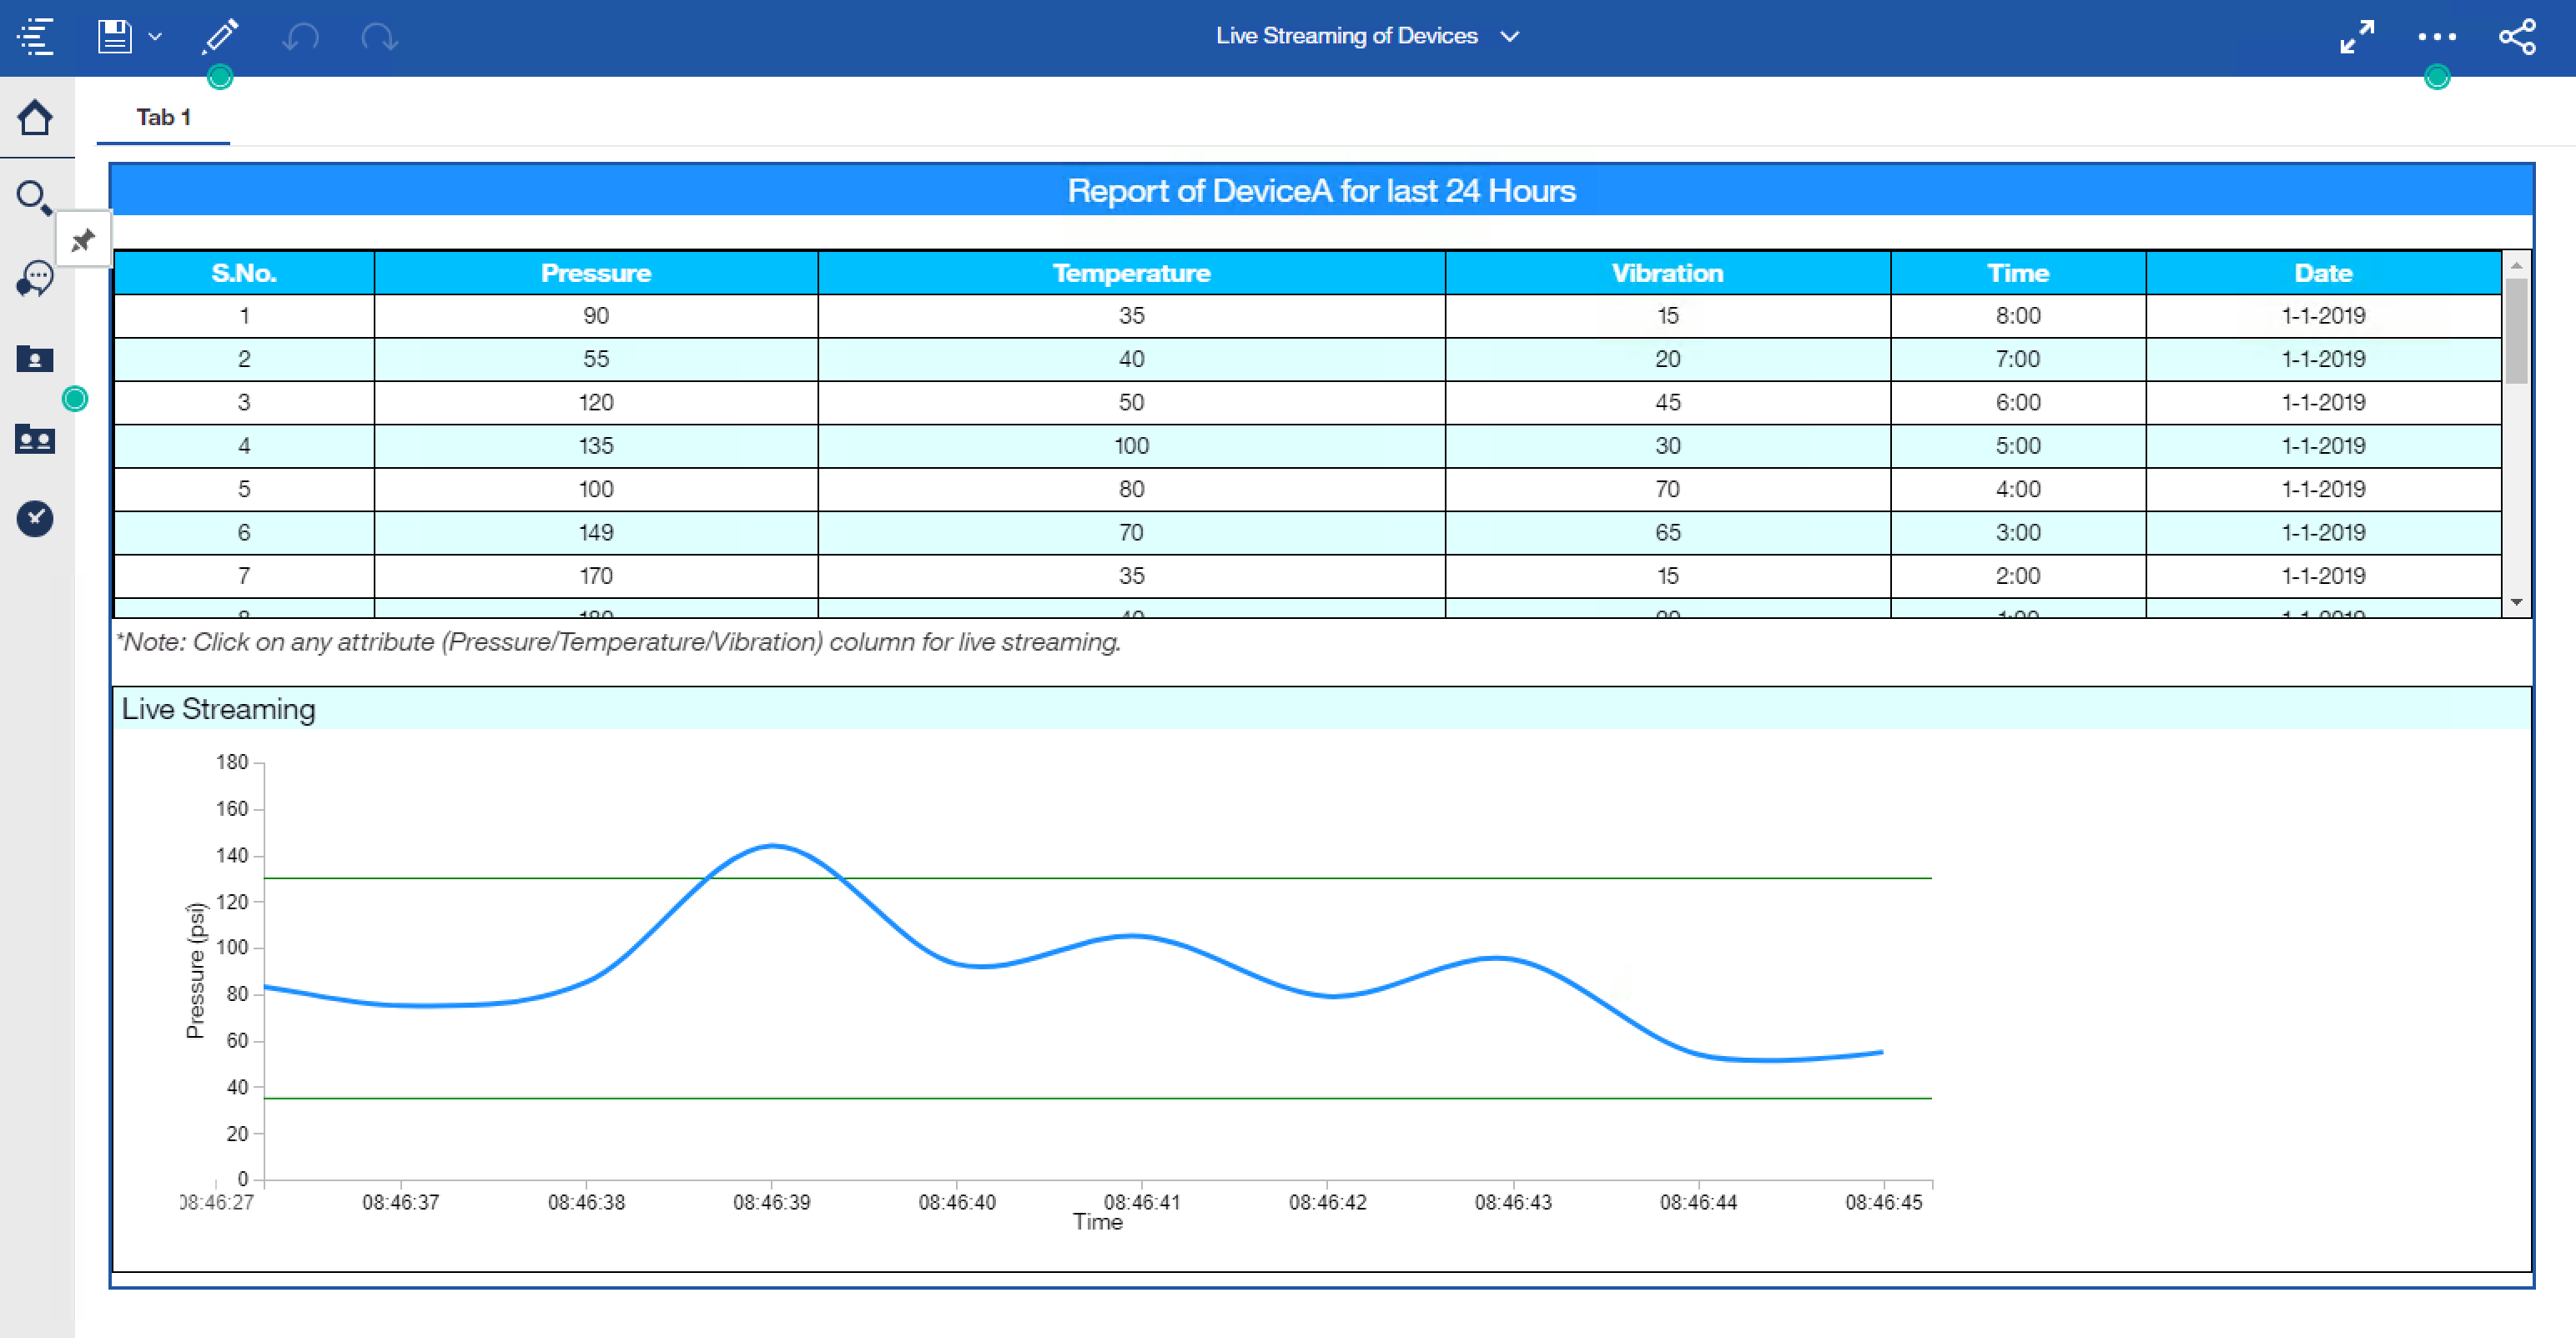 Live Streaming of Devices
Tab 1
Report of DeviceA for last 24 Hours
S.No. Pressure Temperature Vibration Time Date
1 90 35 15 8:00 1-1-2019
2 55 40 20 7:00 1-1-2019
3 120 50 45 6:00 1-1-2019
4 135 100 30 5:00 1-1-2019
5 100 80 70 4:00 1-1-2019
6 149 70 65 3:00 1-1-2019
7 170 35 15 2:00 1-1-2019
*Note: Click on any attribute (Pressure/Temperature/Vibration) column for live streaming.
Live Streaming
180
160
140
120
100
80
60
40
20
0
Pressure (psi)
08:46:27 08:46:37 08:46:38 08:46:39 08:46:40 08:46:41 08:46:42 08:46:43 08:46:44 08:46:45
Time